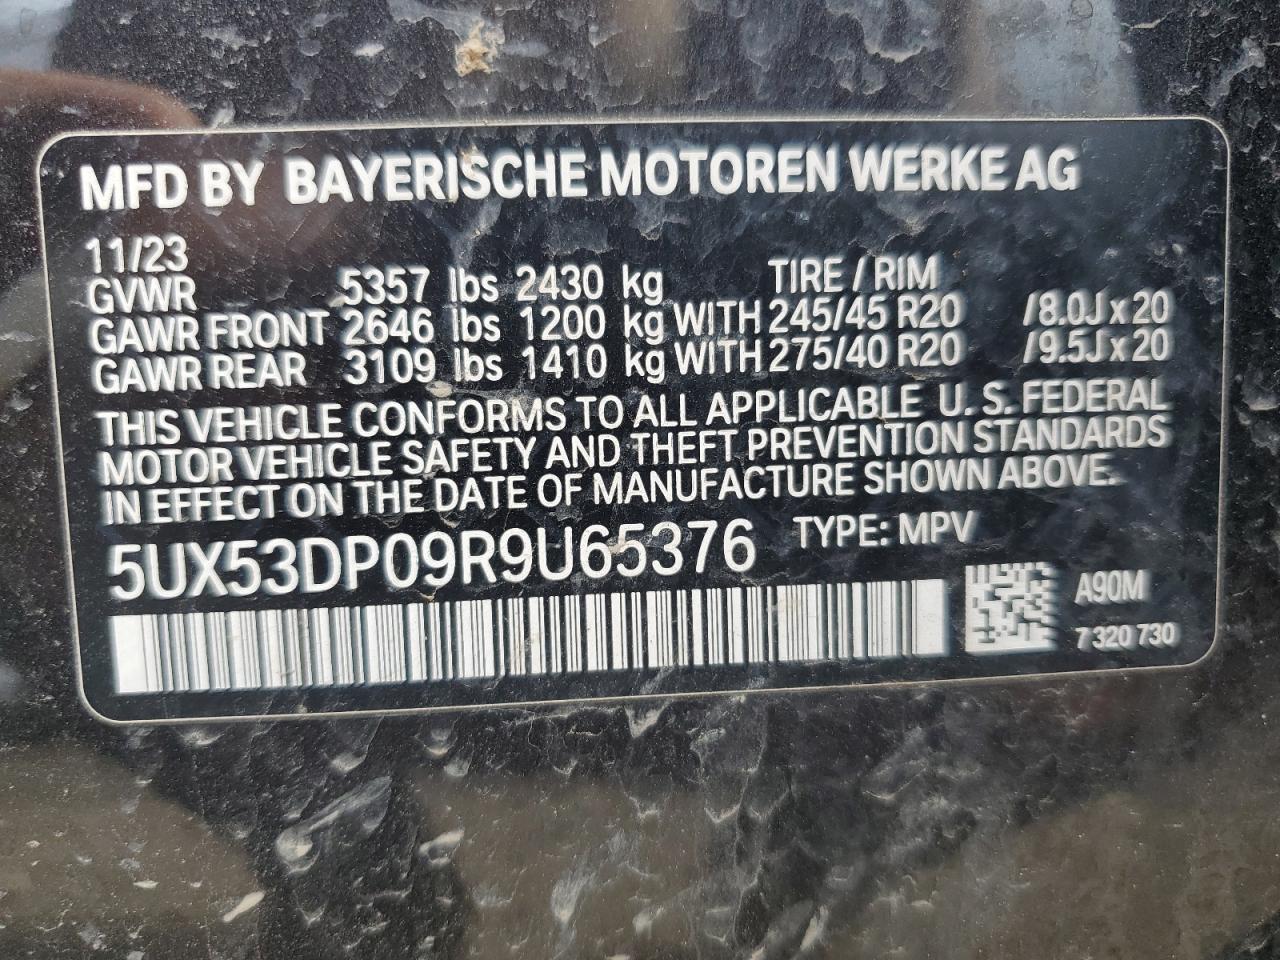 MFD BY BAYERISCHE MOTOREN WERKE AG
11/23
GVWR 5357 lbs 2430 kg TIRE / RIM
GAWR FRONT 2646 lbs 1200 kg WITH 245/45 R20 /8.0J x 20
GAWR REAR 3109 lbs 1410 kg WITH 275/40 R20 /9.5J x 20
THIS VEHICLE CONFORMS TO ALL APPLICABLE U. S. FEDERAL
MOTOR VEHICLE SAFETY AND THEFT PREVENTION STANDARDS
IN EFFECT ON THE DATE OF MANUFACTURE SHOWN ABOVE.
5UX53DP09R9U65376 TYPE: MPV
A90M
7 320 730